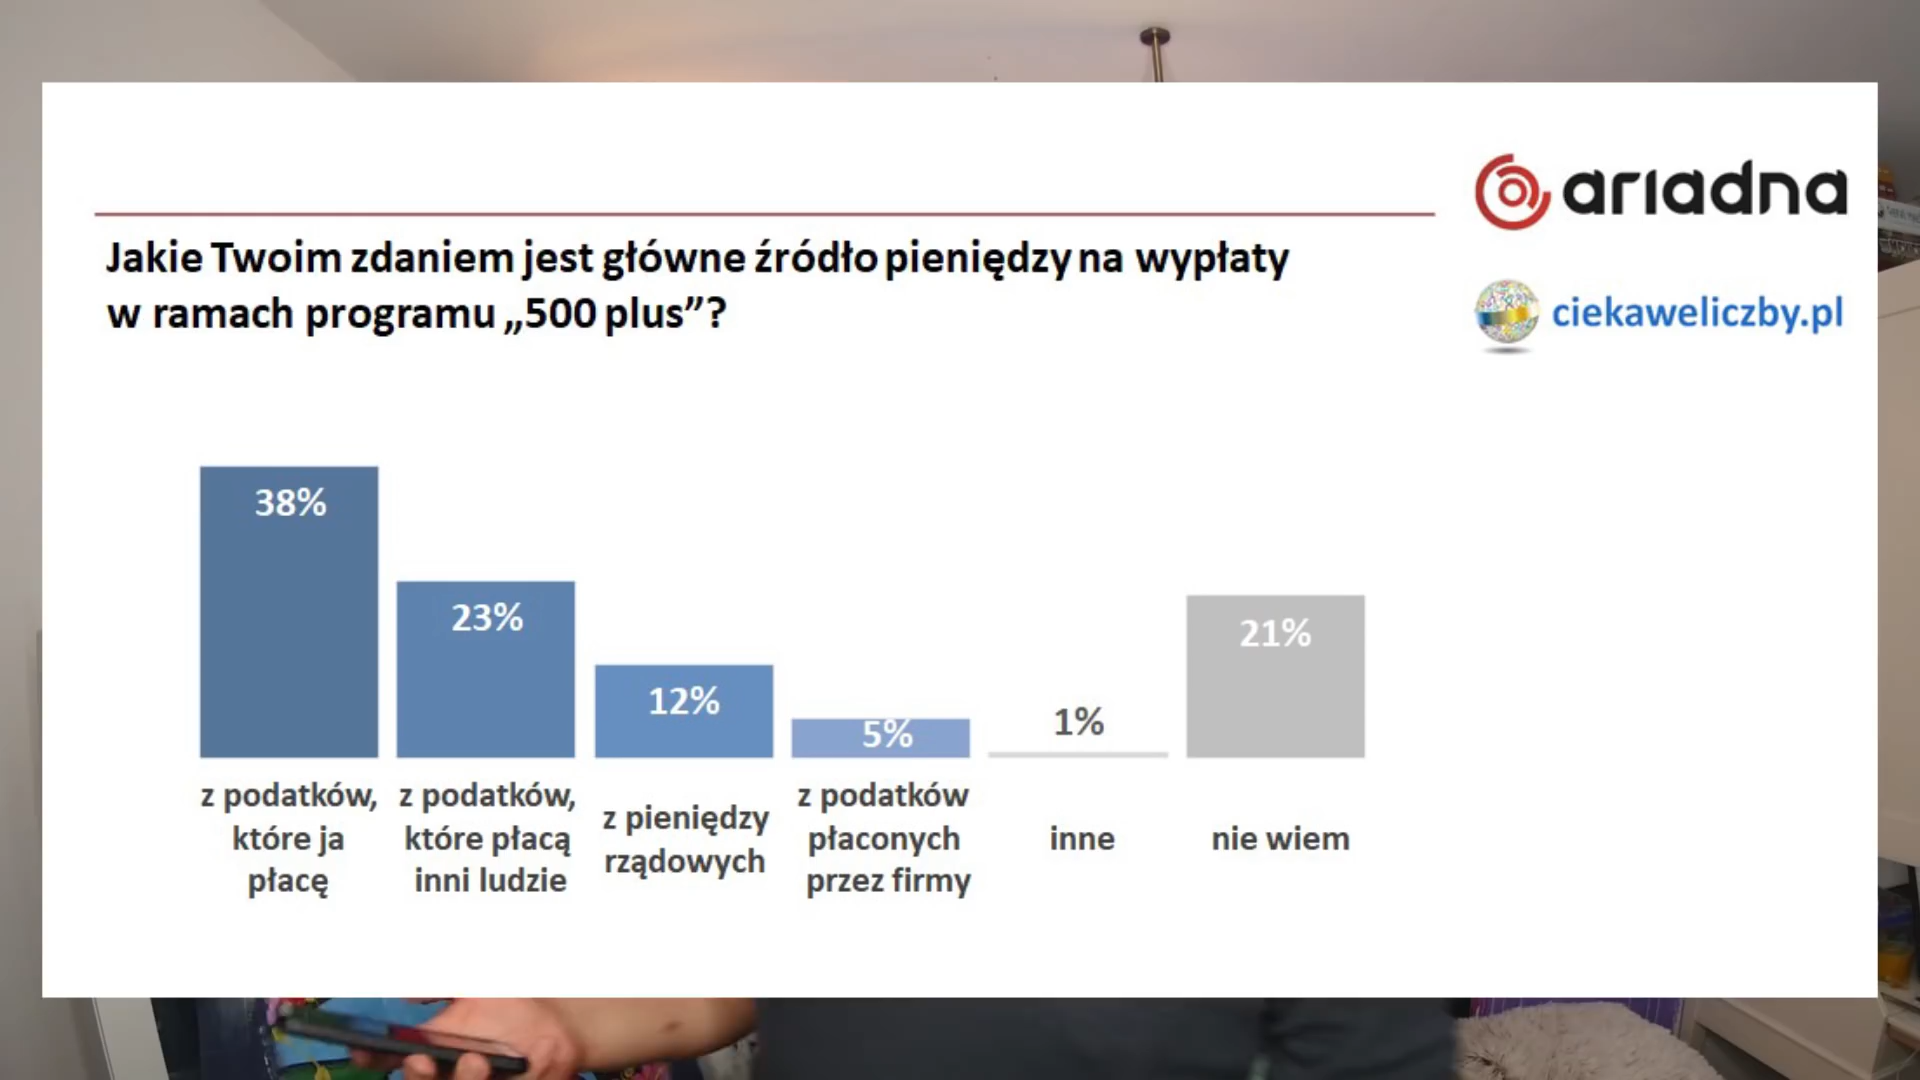 ariadna
Jakie Twoim zdaniem jest główne źródło pieniędzy na wypłaty
w ramach programu „500 plus”?
ciekaweliczby.pl
38%
23%
12%
5%
1%
21%
z podatków,
które ja
płacę
z podatków,
które płacą
inni ludzie
z pieniędzy
rządowych
z podatków
płaconych
przez firmy
inne
nie wiem